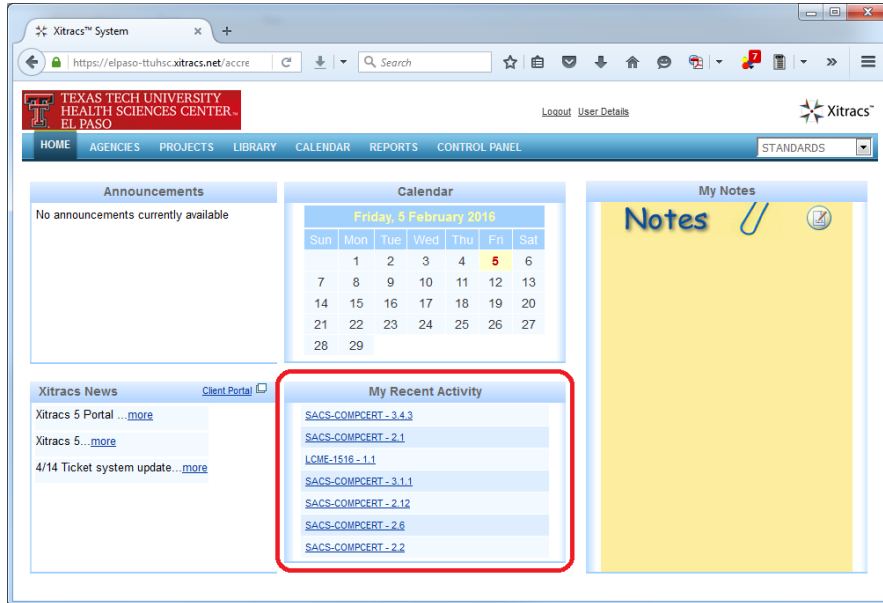 Xitracs™ System
https://elpaso-ttuhsc.xitracs.net/accre
Search
7
TEXAS TECH UNIVERSITY
HEALTH SCIENCES CENTER™
EL PASO
Logout User Details
Xitracs™
HOME AGENCIES PROJECTS LIBRARY CALENDAR REPORTS CONTROL PANEL
STANDARDS
Announcements
No announcements currently available
Calendar
Friday, 5 February 2016
Sun Mon Tue Wed Thu Fri Sat
1 2 3 4 5 6
7 8 9 10 11 12 13
14 15 16 17 18 19 20
21 22 23 24 25 26 27
28 29
My Notes
Notes
Xitracs News Client Portal
Xitracs 5 Portal ...more
Xitracs 5...more
4/14 Ticket system update...more
My Recent Activity
SACS-COMPCERT - 3.4.3
SACS-COMPCERT - 2.1
LCME-1516 - 1.1
SACS-COMPCERT - 3.1.1
SACS-COMPCERT - 2.12
SACS-COMPCERT - 2.6
SACS-COMPCERT - 2.2